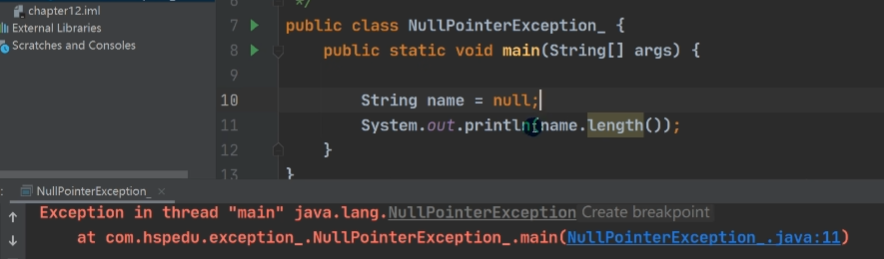 chapter12.iml
External Libraries
Scratches and Consoles
*/
7 public class NullPointerException_ {
8 public static void main(String[] args) {
9
10 String name = null;
11 System.out.println(name.length());
12 }
13 }
NullPointerException_ ×
Exception in thread "main" java.lang.NullPointerException Create breakpoint
at com.hspedu.exception_.NullPointerException_.main(NullPointerException_.java:11)